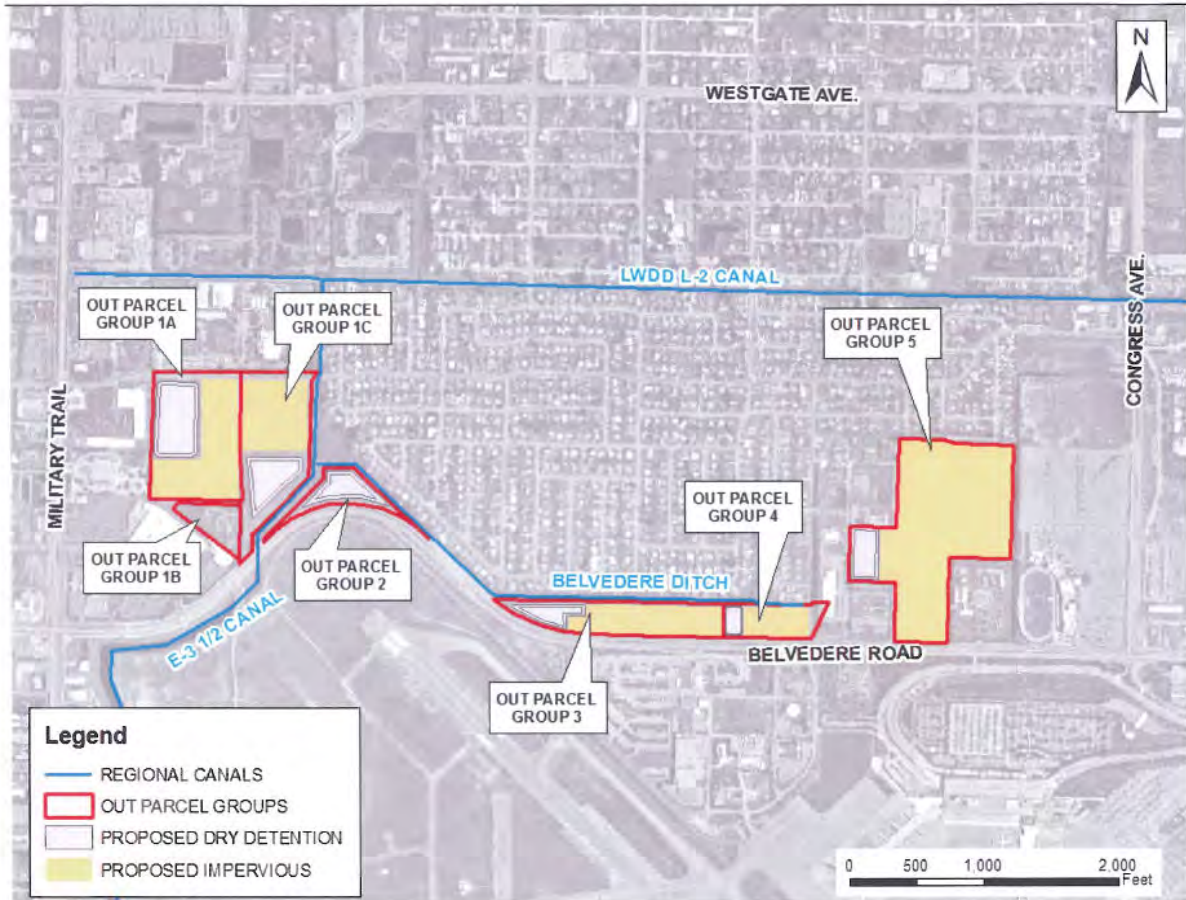 N
WESTGATE AVE.
LWDD L-2 CANAL
CONGRESS AVE.
OUT PARCEL
GROUP 1A
OUT PARCEL
GROUP 1C
OUT PARCEL
GROUP 5
MILITARY TRAIL
OUT PARCEL
GROUP 4
OUT PARCEL
GROUP 1B
OUT PARCEL
GROUP 2
BELVEDERE DITCH
E-3 1/2 CANAL
BELVEDERE ROAD
OUT PARCEL
GROUP 3
Legend
REGIONAL CANALS
OUT PARCEL GROUPS
PROPOSED DRY DETENTION
PROPOSED IMPERVIOUS
0 500 1,000 2,000
Feet